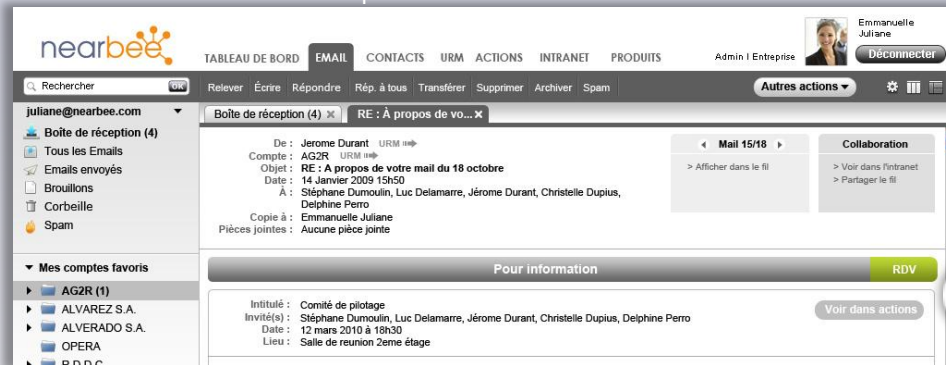 nearbee
Emmanuelle
Juliane
TABLEAU DE BORD EMAIL CONTACTS URM ACTIONS INTRANET PRODUITS Admin I Entreprise Déconnecter
Rechercher OK Relever Écrire Répondre Rép. à tous Transférer Supprimer Archiver Spam Autres actions
juliane@nearbee.com
Boîte de réception (4)
Tous les Emails
Emails envoyés
Brouillons
Corbeille
Spam
Mes comptes favoris
AG2R (1)
ALVAREZ S.A.
ALVERADO S.A.
OPERA
Boîte de réception (4) RE : À propos de vo...
De : Jerome Durant URM
Compte : AG2R URM
Objet : RE : A propos de votre mail du 18 octobre
Date : 14 Janvier 2009 15h50
À : Stéphane Dumoulin, Luc Delamarre, Jérome Durant, Christelle Dupius,
Delphine Perro
Copie à : Emmanuelle Juliane
Pièces jointes : Aucune pièce jointe
Mail 15/18
> Afficher dans le fil
Collaboration
> Voir dans l'intranet
> Partager le fil
Pour information RDV
Intitulé : Comité de pilotage
Invité(s) : Stéphane Dumoulin, Luc Delamarre, Jérome Durant, Christelle Dupius, Delphine Perro
Date : 12 mars 2010 à 18h30
Lieu : Salle de reunion 2eme étage
Voir dans actions